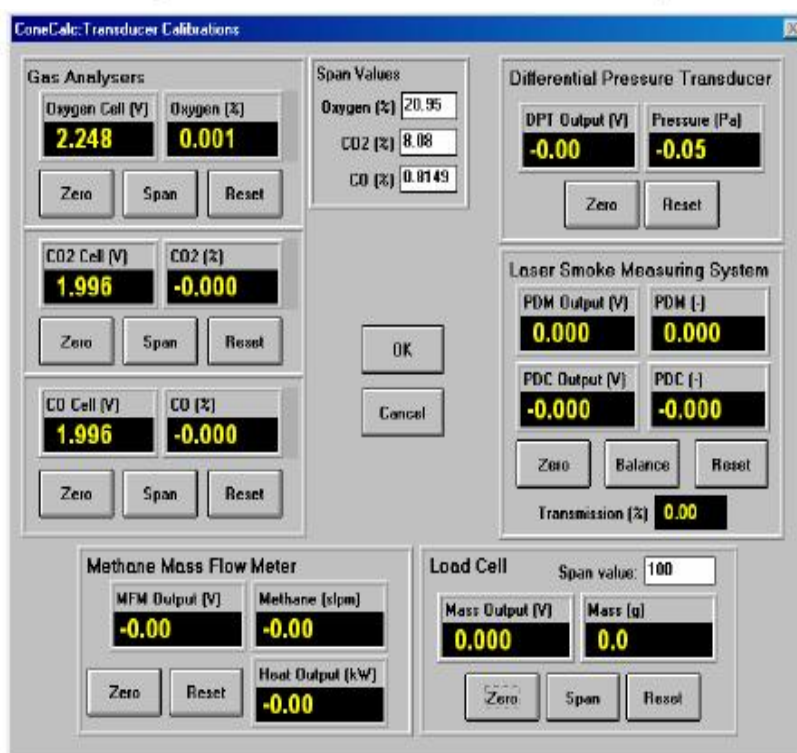 ConeCalc:Transducer Calibrations
Gas Analysers
Oxygen Cell (V) Oxygen (%)
2.248 0.001
Zero Span Reset
CO2 Cell (V) CO2 (%)
1.996 -0.000
Zero Span Reset
CO Cell (V) CO (%)
1.996 -0.000
Zero Span Reset
Span Values
Oxygen (%) 20.95
CO2 (%) 8.08
CO (%) 0.8149
OK
Cancel
Differential Pressure Transducer
DPT Output (V) Pressure (Pa)
-0.00 -0.05
Zero Reset
Laser Smoke Measuring System
PDM Output (V) PDM (-)
0.000 0.000
PDC Output (V) PDC (-)
-0.000 -0.000
Zero Balance Reset
Transmission (%) 0.00
Methane Mass Flow Meter
MFM Output (V) Methane (slpm)
-0.00 -0.00
Zero Reset
Heat Output (kW)
-0.00
Load Cell Span value: 100
Mass Output (V) Mass (g)
0.000 0.0
Zero Span Reset